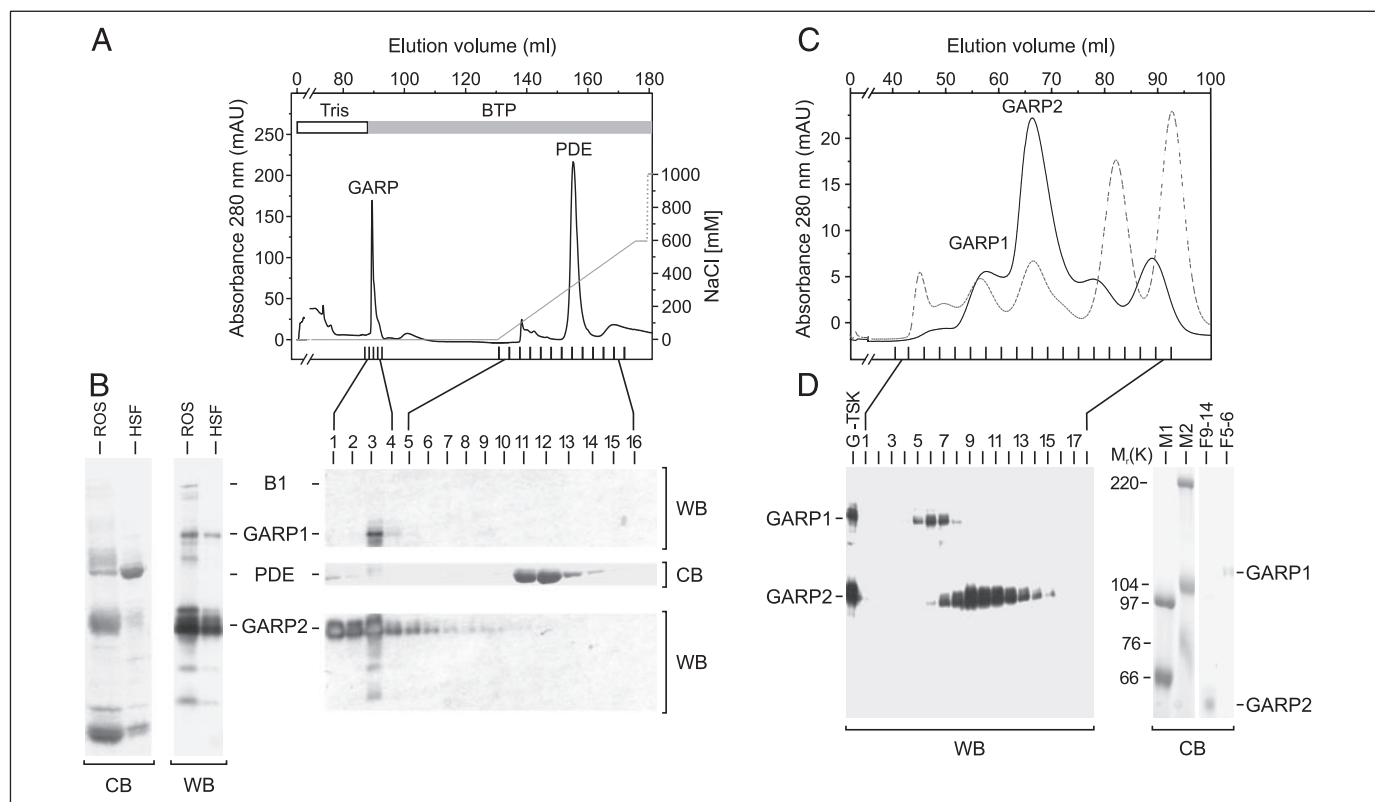 A
Elution volume (ml)
0 80 100 120 140 160 180
Tris
BTP
Absorbance 280 nm (mAU)
250
200
150
100
50
0
GARP
PDE
1000
800
600
400
200
0
NaCl [mM]
B
ROS
HSF
ROS
HSF
1 2 3 4 5 6 7 8 9 10 11 12 13 14 15 16
B1
GARP1
PDE
GARP2
WB
CB
WB
CB
WB
C
Elution volume (ml)
0 40 50 60 70 80 90 100
Absorbance 280 nm (mAU)
20
15
10
5
0
GARP2
GARP1
D
G-TSK
1 3 5 7 9 11 13 15 17
GARP1
GARP2
WB
M1
M2
F9-14
F5-6
Mr(K)
220
104
97
76
66
GARP1
GARP2
CB